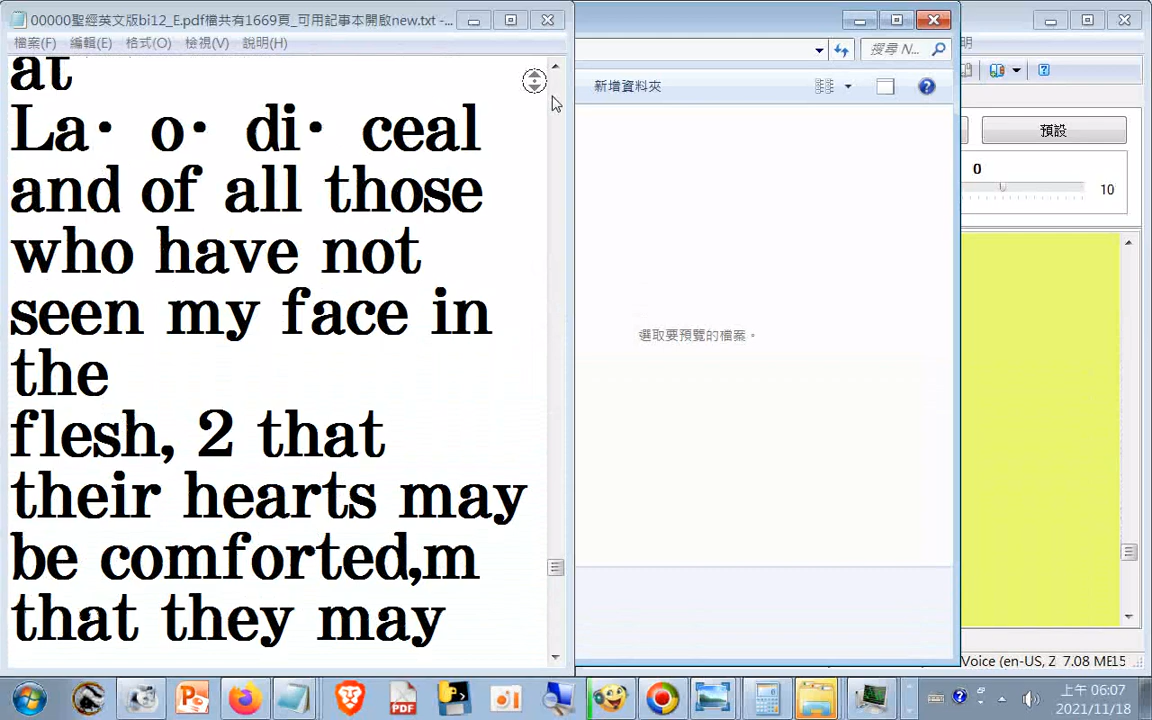 00000聖經英文版bi12_E.pdf檔共有1669頁_可用記事本開啟new.txt -...
檔案(F) 編輯(E) 格式(O) 檢視(V) 說明(H)
at
La· o· di· ceal
and of all those
who have not
seen my face in
the
flesh, 2 that
their hearts may
be comforted,m
that they may
搜尋 N...
新增資料夾
選取要預覽的檔案。
明
預設
0
10
Voice (en-US, Z 7.08 ME15
PDF
上午 06:07
2021/11/18